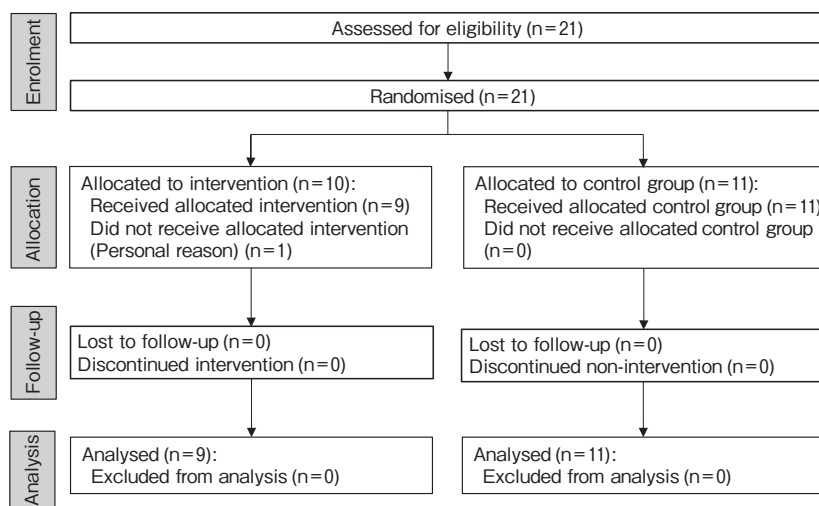 Enrolment
Assessed for eligibility (n=21)
Randomised (n=21)
Allocation
Allocated to intervention (n=10):
Received allocated intervention (n=9)
Did not receive allocated intervention
(Personal reason) (n=1)
Allocated to control group (n=11):
Received allocated control group (n=11)
Did not receive allocated control group
(n=0)
Follow-up
Lost to follow-up (n=0)
Discontinued intervention (n=0)
Lost to follow-up (n=0)
Discontinued non-intervention (n=0)
Analysis
Analysed (n=9):
Excluded from analysis (n=0)
Analysed (n=11):
Excluded from analysis (n=0)